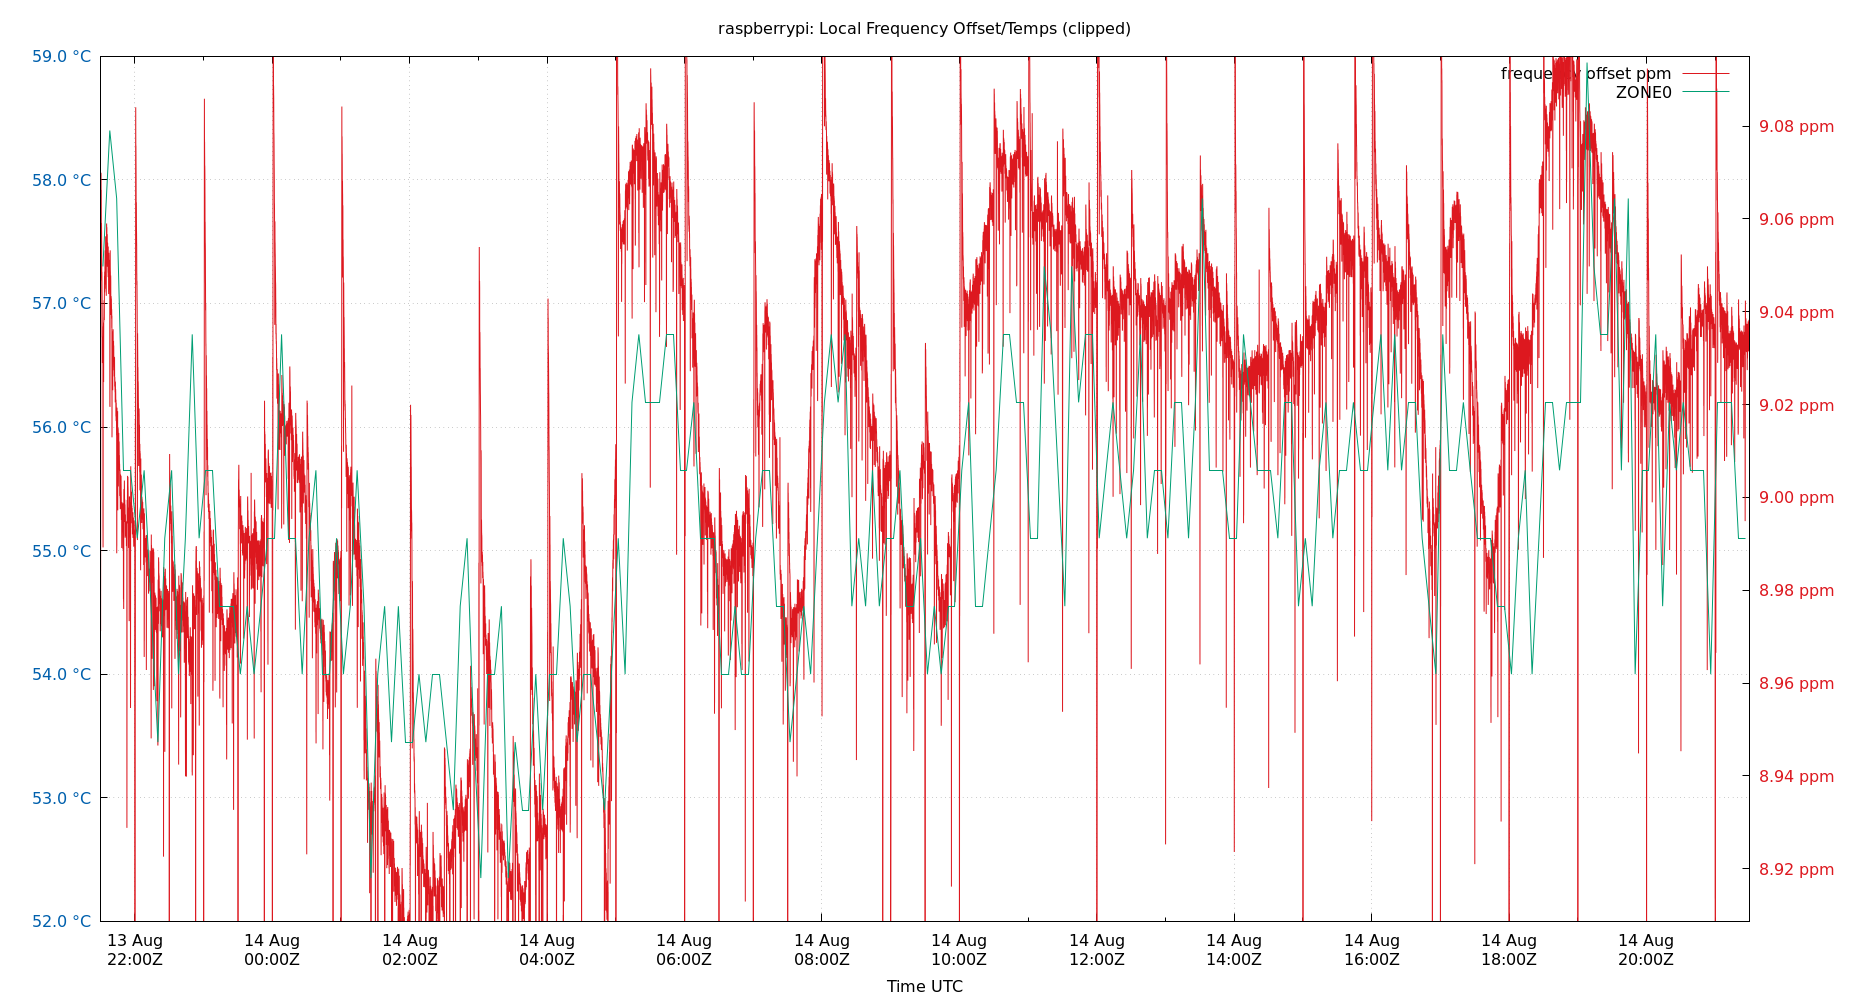 raspberrypi: Local Frequency Offset/Temps (clipped)
59.0 °C
58.0 °C
57.0 °C
56.0 °C
55.0 °C
54.0 °C
53.0 °C
52.0 °C
frequency offset ppm
ZONE0
9.08 ppm
9.06 ppm
9.04 ppm
9.02 ppm
9.00 ppm
8.98 ppm
8.96 ppm
8.94 ppm
8.92 ppm
13 Aug 14 Aug 14 Aug 14 Aug 14 Aug 14 Aug 14 Aug 14 Aug 14 Aug 14 Aug 14 Aug 14 Aug
22:00Z 00:00Z 02:00Z 04:00Z 06:00Z 08:00Z 10:00Z 12:00Z 14:00Z 16:00Z 18:00Z 20:00Z
Time UTC